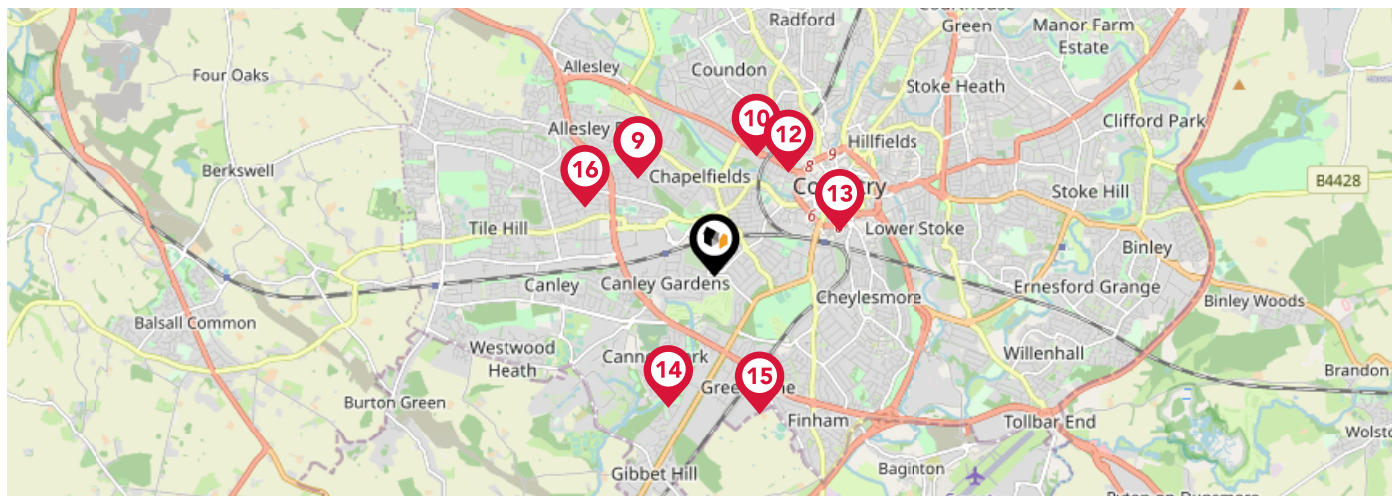 Radford
Green
Manor Farm
Estate
Four Oaks
Allesley
Coundon
Stoke Heath
10
Clifford Park
Allesley
9
12
Hillfields
9
8
Berkswell
16
Chapelfields
13
Stoke Hill
B4428
6
Tile Hill
Lower Stoke
Binley
Canley
Canley Gardens
Cheylesmore
Ernesford Grange
Binley Woods
Balsall Common
Westwood
Heath
Willenhall
14
15
Brandon
Burton Green
Finham
Tollbar End
Gibbet Hill
Baginton